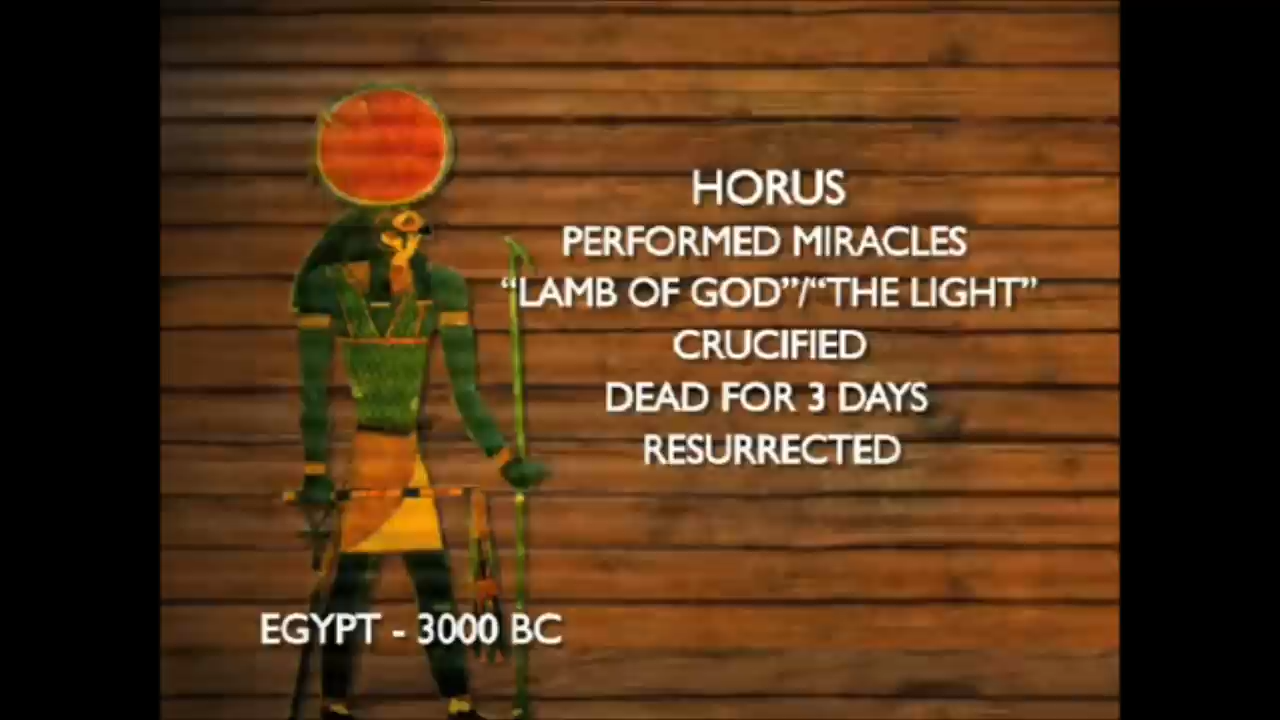 HORUS
PERFORMED MIRACLES
“LAMB OF GOD”/“THE LIGHT”
CRUCIFIED
DEAD FOR 3 DAYS
RESURRECTED
EGYPT - 3000 BC